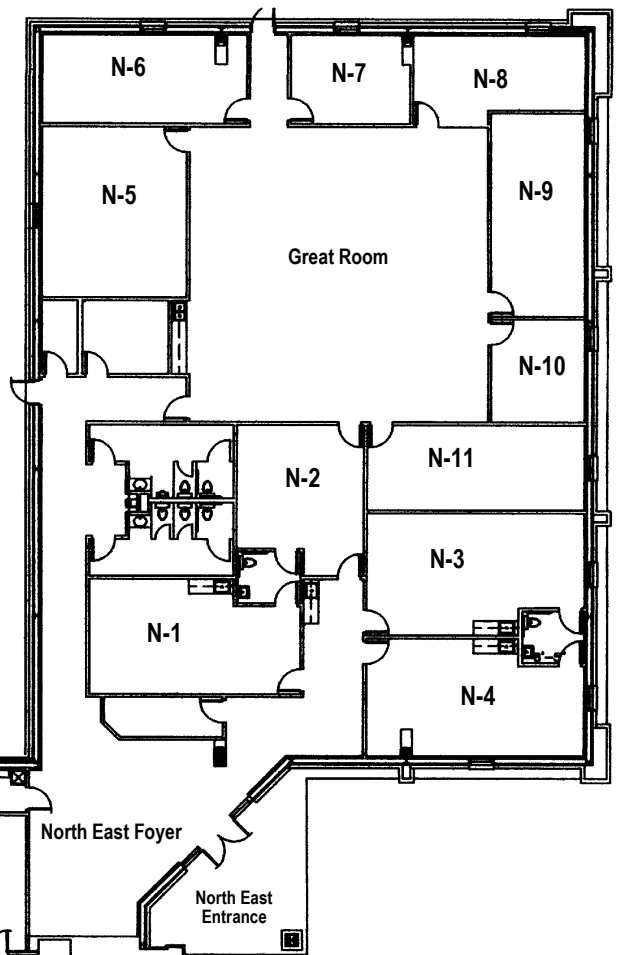 N-6
N-7
N-8
N-5
N-9
Great Room
N-10
N-11
N-2
N-3
N-1
N-4
North East Foyer
North East
Entrance